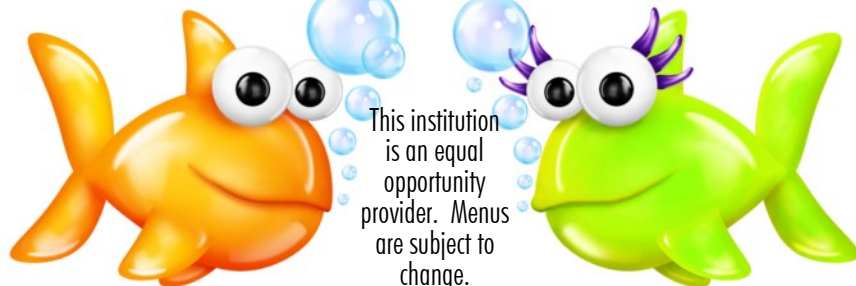 This institution
is an equal
opportunity
provider.  Menus
are subject to
change.